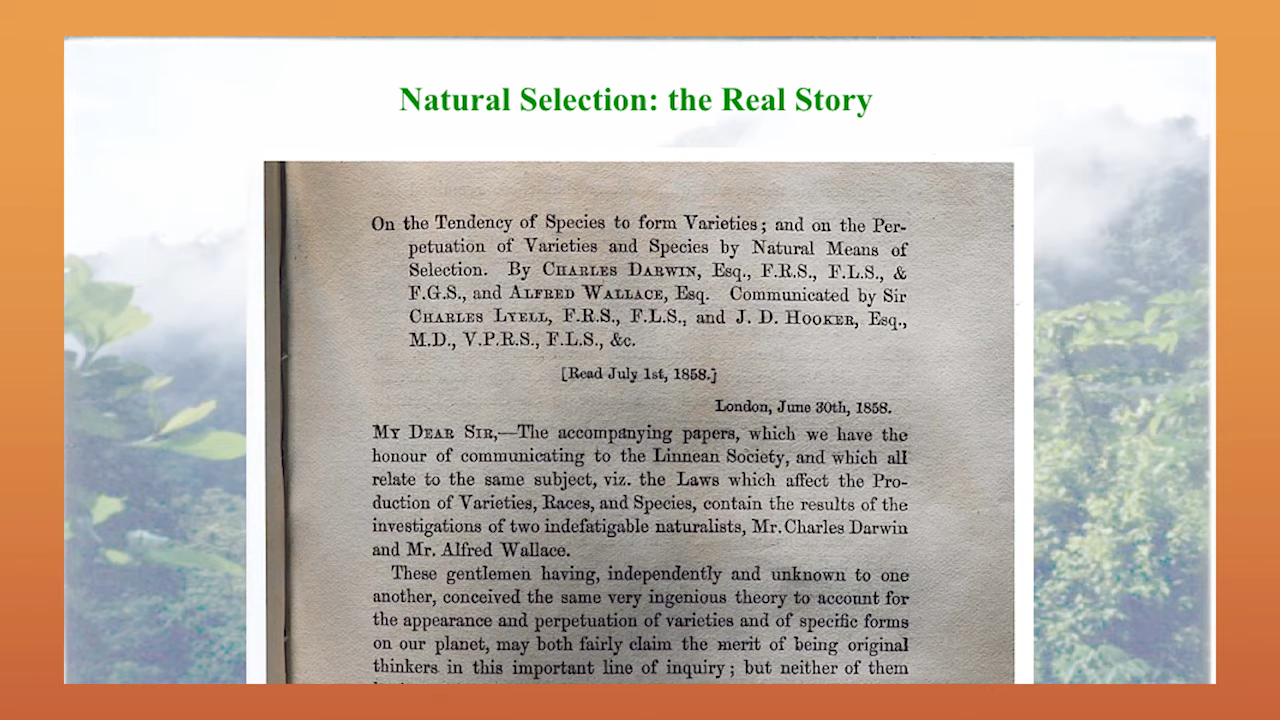 Natural Selection: the Real Story
On the Tendency of Species to form Varieties; and on the Per-
petuation of Varieties and Species by Natural Means of
Selection. By CHARLES DARWIN, Esq., F.R.S., F.L.S., &
F.G.S., and ALFRED WALLACE, Esq. Communicated by Sir
CHARLES LYELL, F.R.S., F.L.S., and J. D. HOOKER, Esq.,
M.D., V.P.R.S., F.L.S., &c.
[Read July 1st, 1858.]
London, June 30th, 1858.
MY DEAR SIR,—The accompanying papers, which we have the
honour of communicating to the Linnean Society, and which all
relate to the same subject, viz. the Laws which affect the Pro-
duction of Varieties, Races, and Species, contain the results of the
investigations of two indefatigable naturalists, Mr. Charles Darwin
and Mr. Alfred Wallace.
These gentlemen having, independently and unknown to one
another, conceived the same very ingenious theory to account for
the appearance and perpetuation of varieties and of specific forms
on our planet, may both fairly claim the merit of being original
thinkers in this important line of inquiry; but neither of them